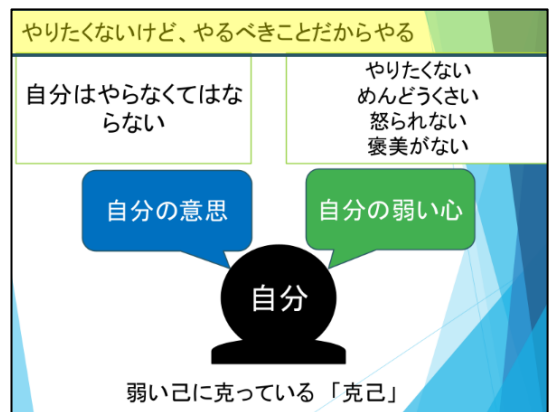 やりたくないけど、やるべきことだからやる
自分はやらなくてはな
らない
やりたくない
めんどうくさい
怒られない
褒美がない
自分の意思
自分の弱い心
自分
弱い己に克っている 「克己」